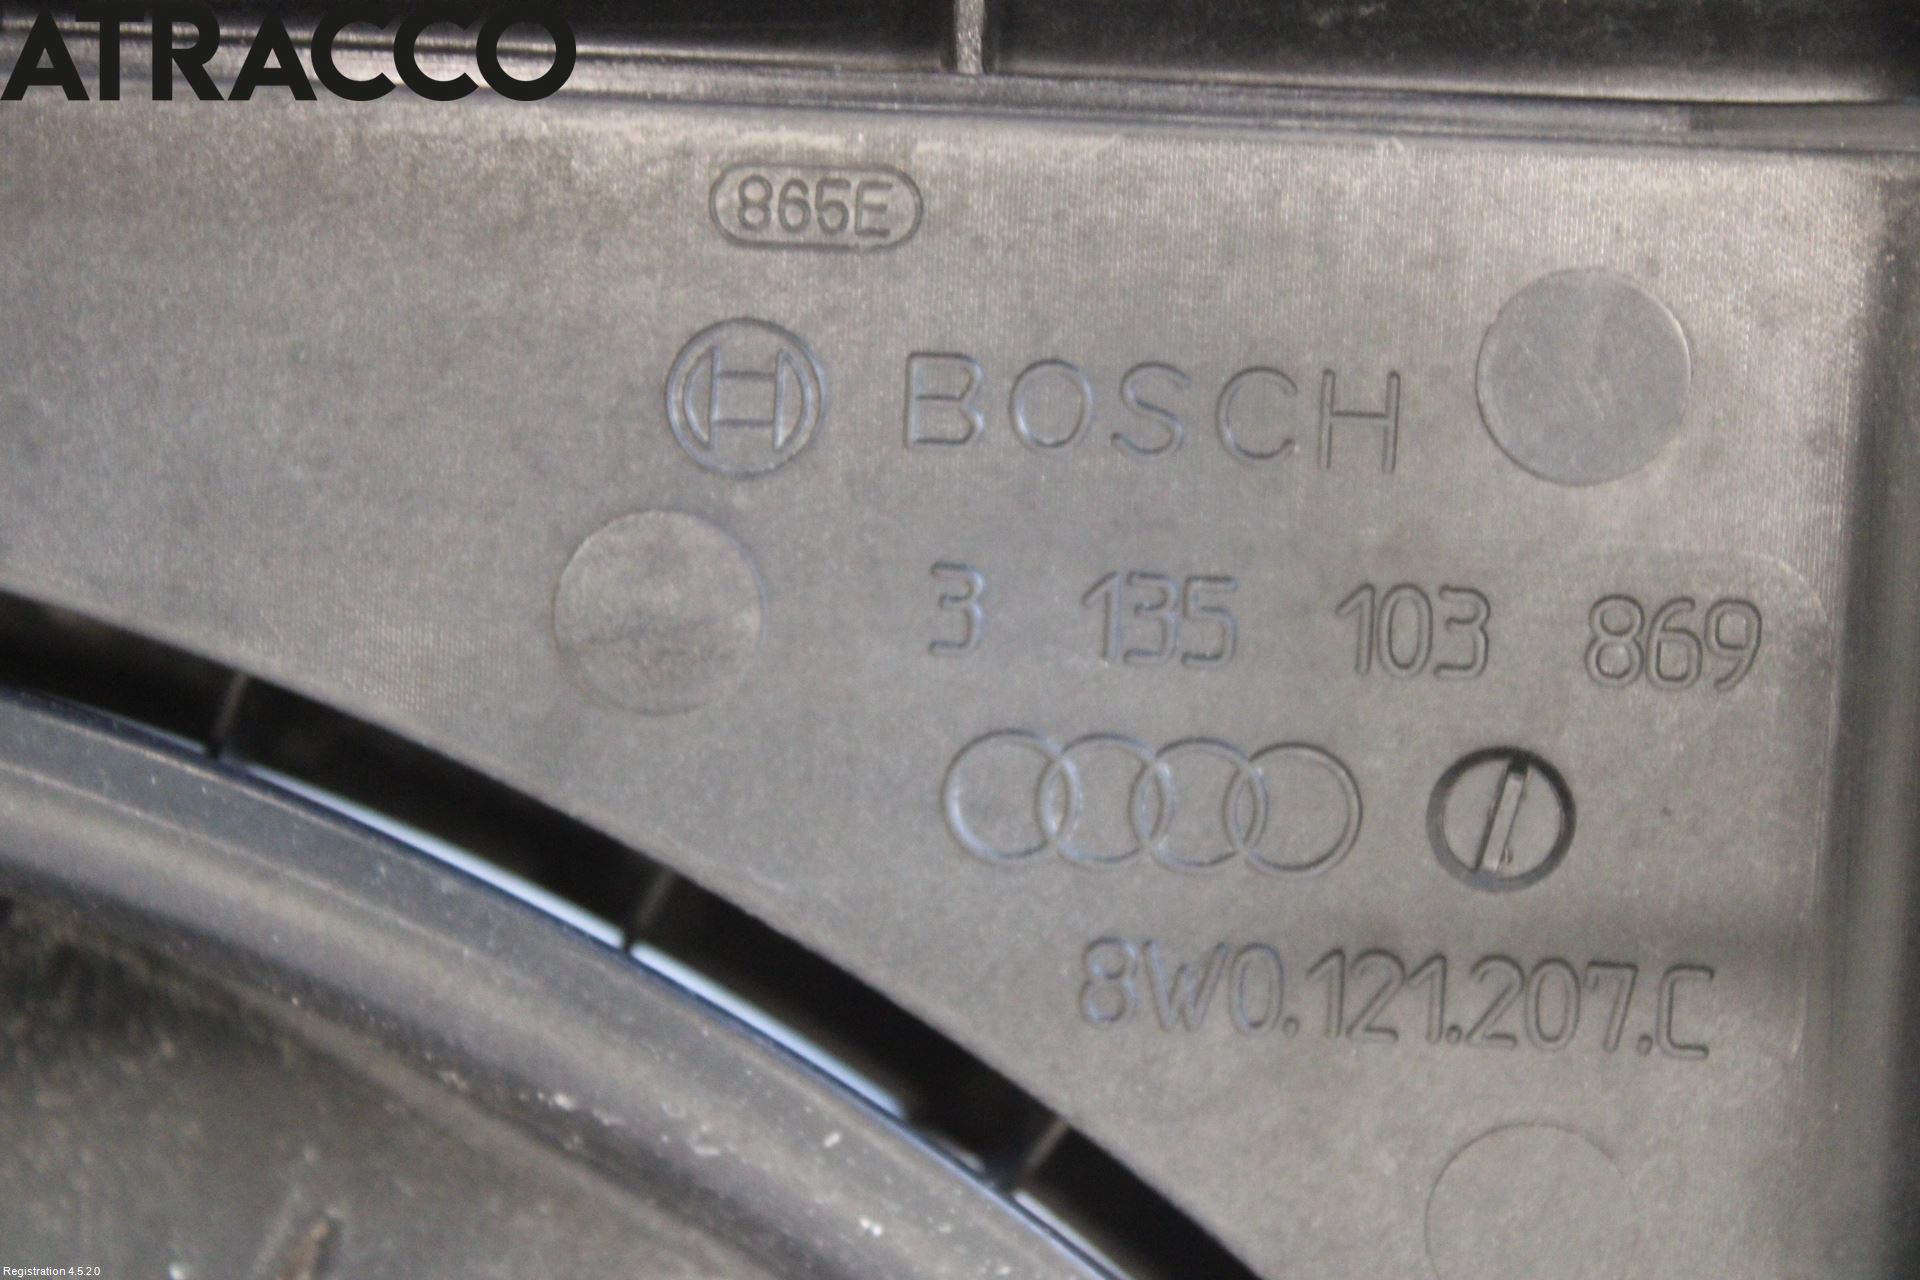 ATRACCO
865E
BOSCH
3 135 103 869
8W0.121.207.C
Registration 4.5.2.0